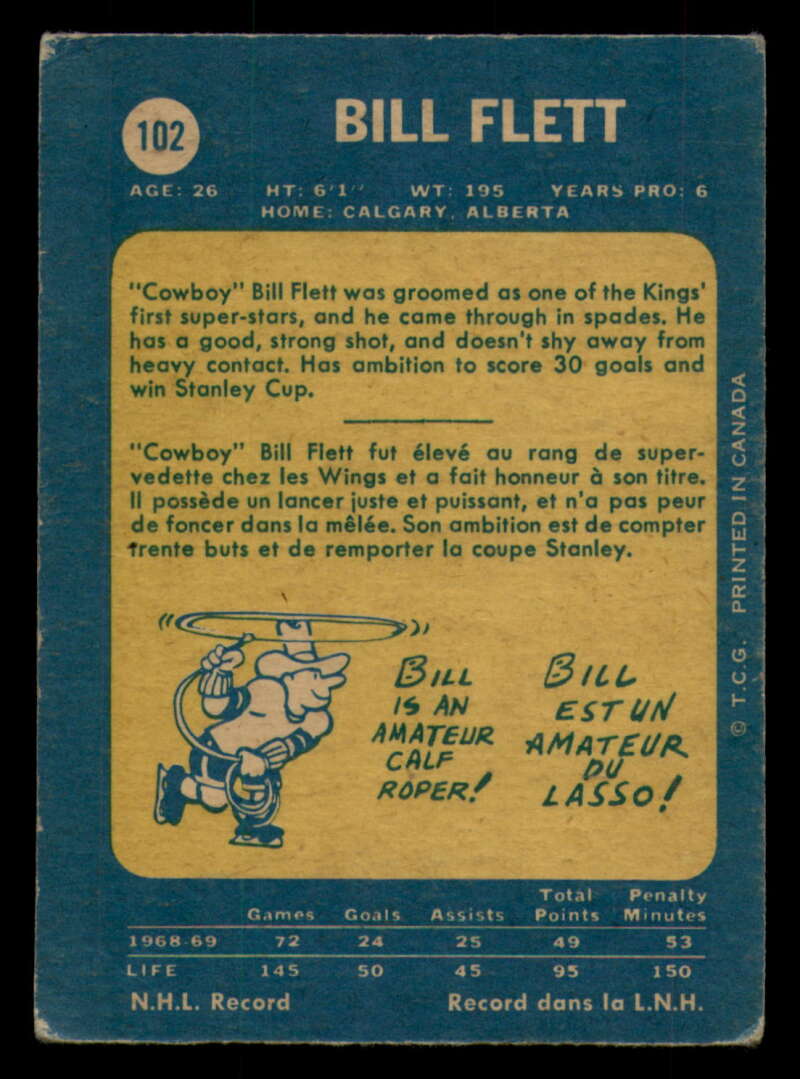 102
BILL FLETT
AGE: 26 HT: 6'1" WT: 195 YEARS PRO: 6
HOME: CALGARY, ALBERTA
"Cowboy" Bill Flett was groomed as one of the Kings'
first super-stars, and he came through in spades. He
has a good, strong shot, and doesn't shy away from
heavy contact. Has ambition to score 30 goals and
win Stanley Cup.
"Cowboy" Bill Flett fut élevé au rang de super-
vedette chez les Wings et a fait honneur à son titre.
Il possède un lancer juste et puissant, et n'a pas peur
de foncer dans la mêlée. Son ambition est de compter
trente buts et de remporter la coupe Stanley.
BILL
IS AN
AMATEUR
CALF
ROPER!
BILL
EST UN
AMATEUR
DU
LASSO!
© T.C.G. PRINTED IN CANADA
Total Penalty
Games Goals Assists Points Minutes
1968-69 72 24 25 49 53
LIFE 145 50 45 95 150
N.H.L. Record Record dans la L.N.H.